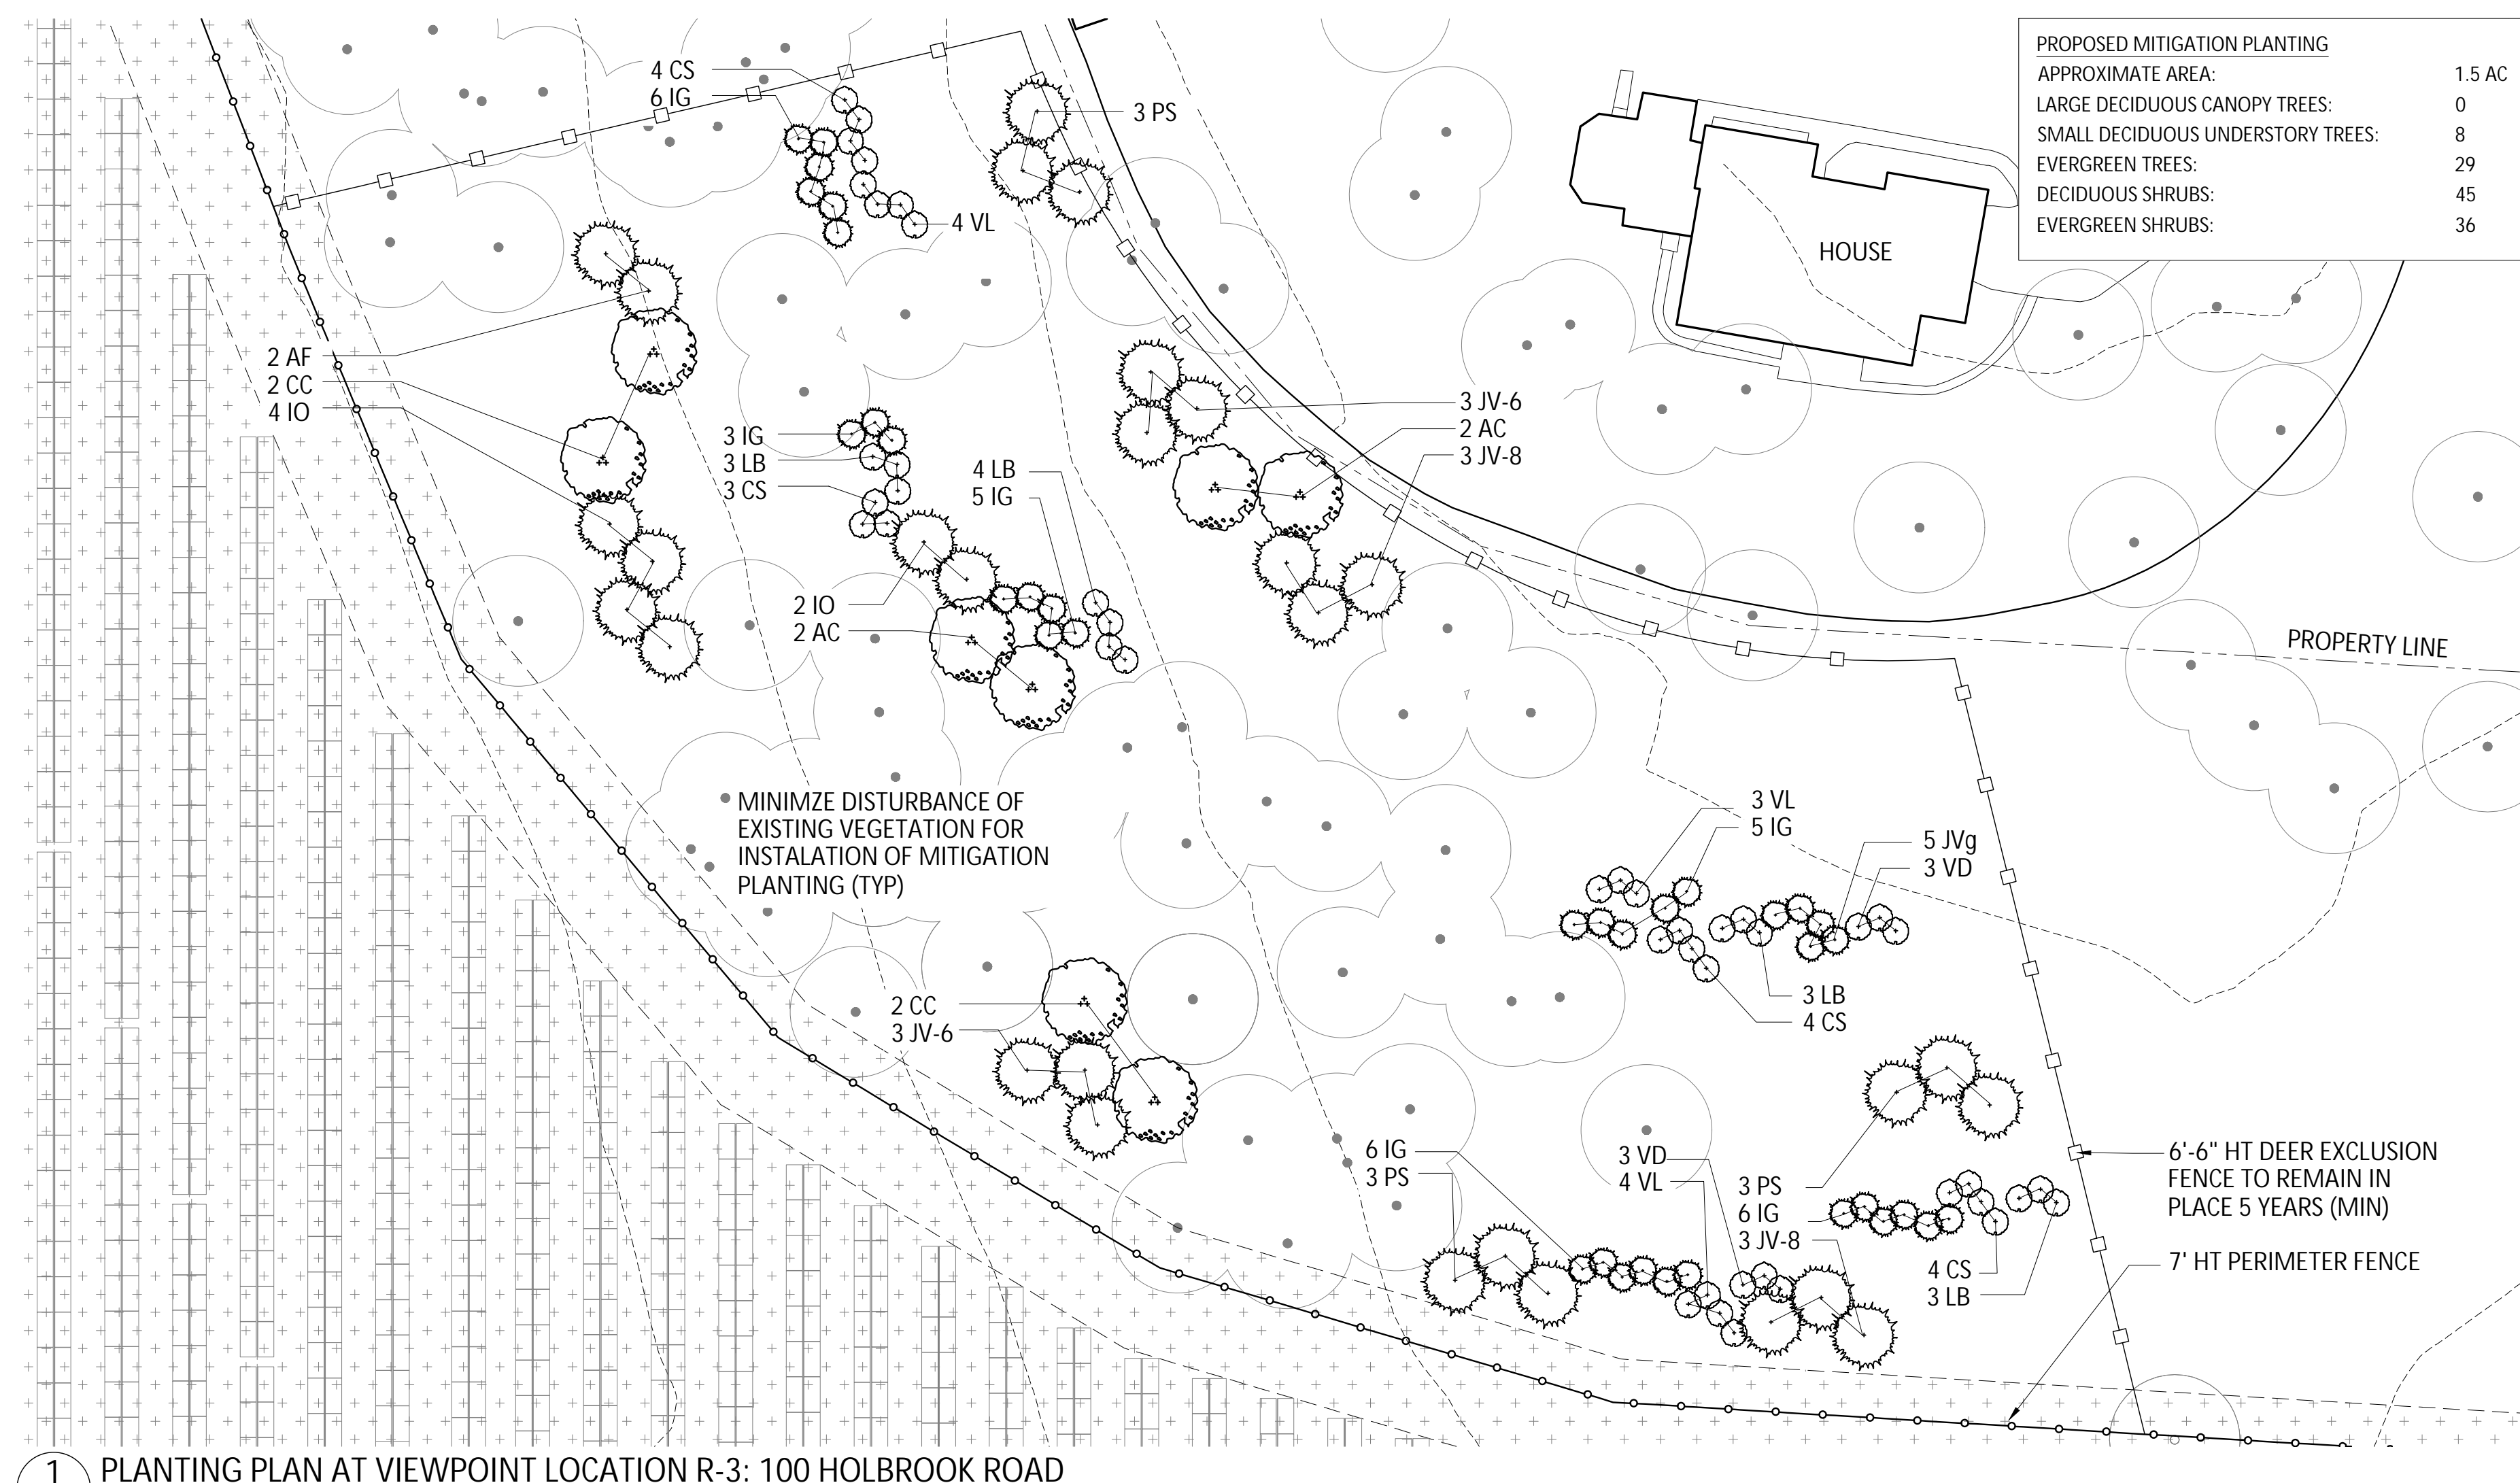 PROPOSED MITIGATION PLANTING
APPROXIMATE AREA: 1.5 AC
LARGE DECIDUOUS CANOPY TREES: 0
SMALL DECIDUOUS UNDERSTORY TREES: 8
EVERGREEN TREES: 29
DECIDUOUS SHRUBS: 45
EVERGREEN SHRUBS: 36
4 CS
6 IG
3 PS
4 VL
HOUSE
2 AF
2 CC
4 IO
3 IG
3 LB
3 CS
4 LB
5 IG
3 JV-6
2 AC
3 JV-8
2 IO
2 AC
PROPERTY LINE
MINIMZE DISTURBANCE OF
EXISTING VEGETATION FOR
INSTALATION OF MITIGATION
PLANTING (TYP)
3 VL
5 IG
5 JVg
3 VD
3 LB
4 CS
2 CC
3 JV-6
6 IG
3 PS
3 VD
4 VL
3 PS
6 IG
3 JV-8
4 CS
3 LB
6'-6" HT DEER EXCLUSION
FENCE TO REMAIN IN
PLACE 5 YEARS (MIN)
7' HT PERIMETER FENCE
1 PLANTING PLAN AT VIEWPOINT LOCATION R-3: 100 HOLBROOK ROAD